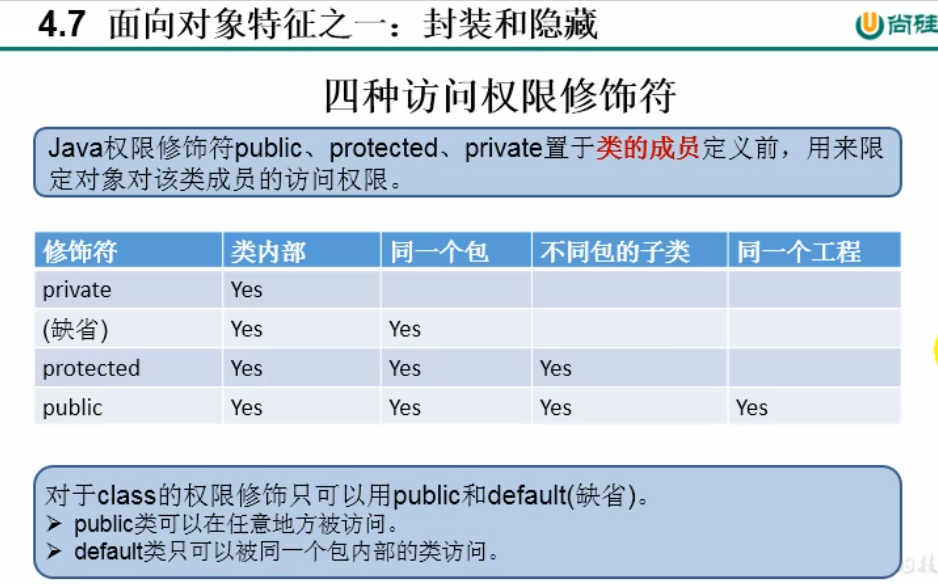 4.7 面向对象特征之一：封装和隐藏
尚硅
四种访问权限修饰符
Java权限修饰符public、protected、private置于类的成员定义前，用来限
定对象对该类成员的访问权限。
修饰符 类内部 同一个包 不同包的子类 同一个工程
private Yes
(缺省) Yes Yes
protected Yes Yes Yes
public Yes Yes Yes Yes
对于class的权限修饰只可以用public和default(缺省)。
➢ public类可以在任意地方被访问。
➢ default类只可以被同一个包内部的类访问。